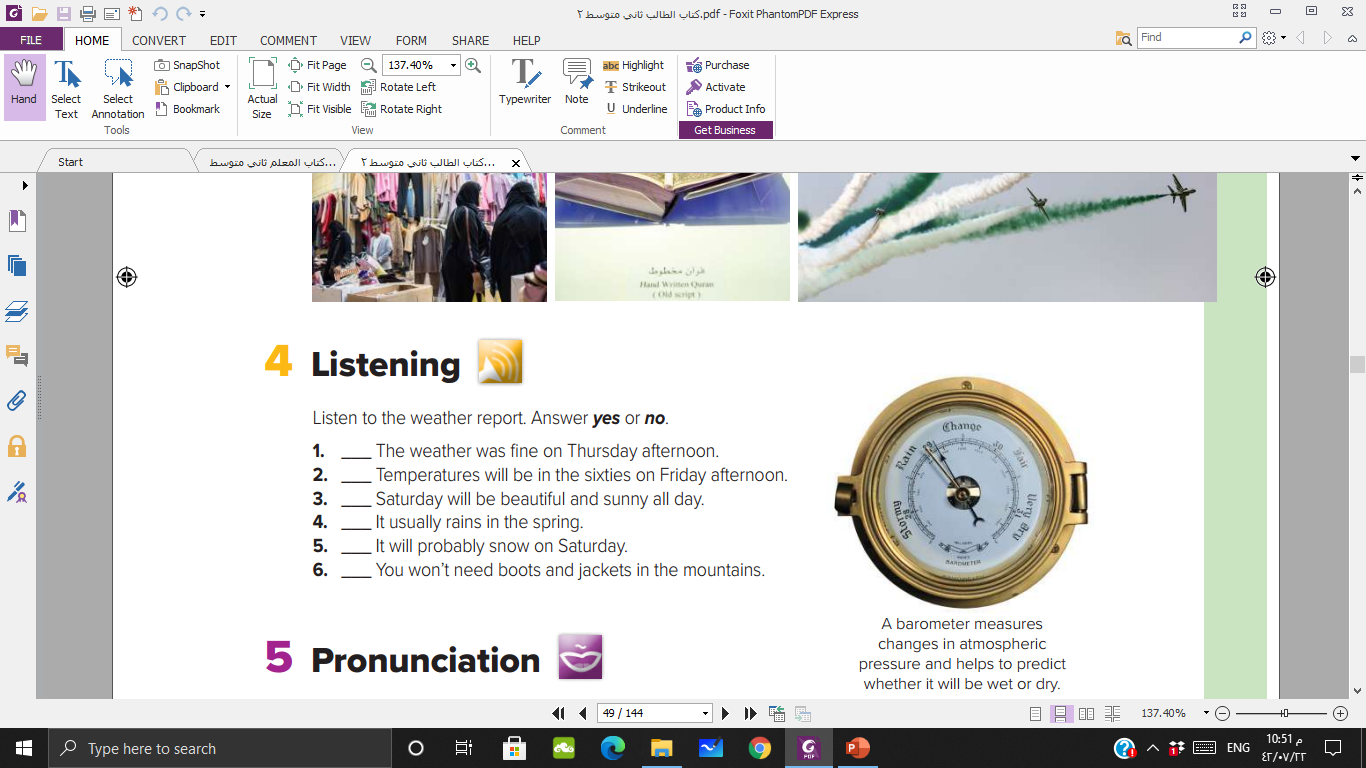 كتاب الطالب ثاني متوسط ٢.pdf - Foxit PhantomPDF Express
FILE HOME CONVERT EDIT COMMENT VIEW FORM SHARE HELP
Find
Hand
Select Text
Select Annotation
SnapShot
Clipboard
Bookmark
Tools
Actual Size
Fit Page
Fit Width
Fit Visible
137.40%
Rotate Left
Rotate Right
View
Typewriter
Note
abc Highlight
Strikeout
Underline
Comment
Purchase
Activate
Product Info
Get Business
Start
كتاب المعلم ثاني متوسط...
كتاب الطالب ثاني متوسط ٢...
قرآن مخطوط
Hand Written Quran
( Old script )
4 Listening
Listen to the weather report. Answer yes or no.
1. ___ The weather was fine on Thursday afternoon.
2. ___ Temperatures will be in the sixties on Friday afternoon.
3. ___ Saturday will be beautiful and sunny all day.
4. ___ It usually rains in the spring.
5. ___ It will probably snow on Saturday.
6. ___ You won't need boots and jackets in the mountains.
Stormy
Rain
Change
Fair
Very Dry
28
29
30
31
BAROMETER
A barometer measures
changes in atmospheric
pressure and helps to predict
whether it will be wet or dry.
5 Pronunciation
49 / 144
137.40%
Type here to search
PDF
ENG
10:51 م
٤٢/٠٧/٢٢